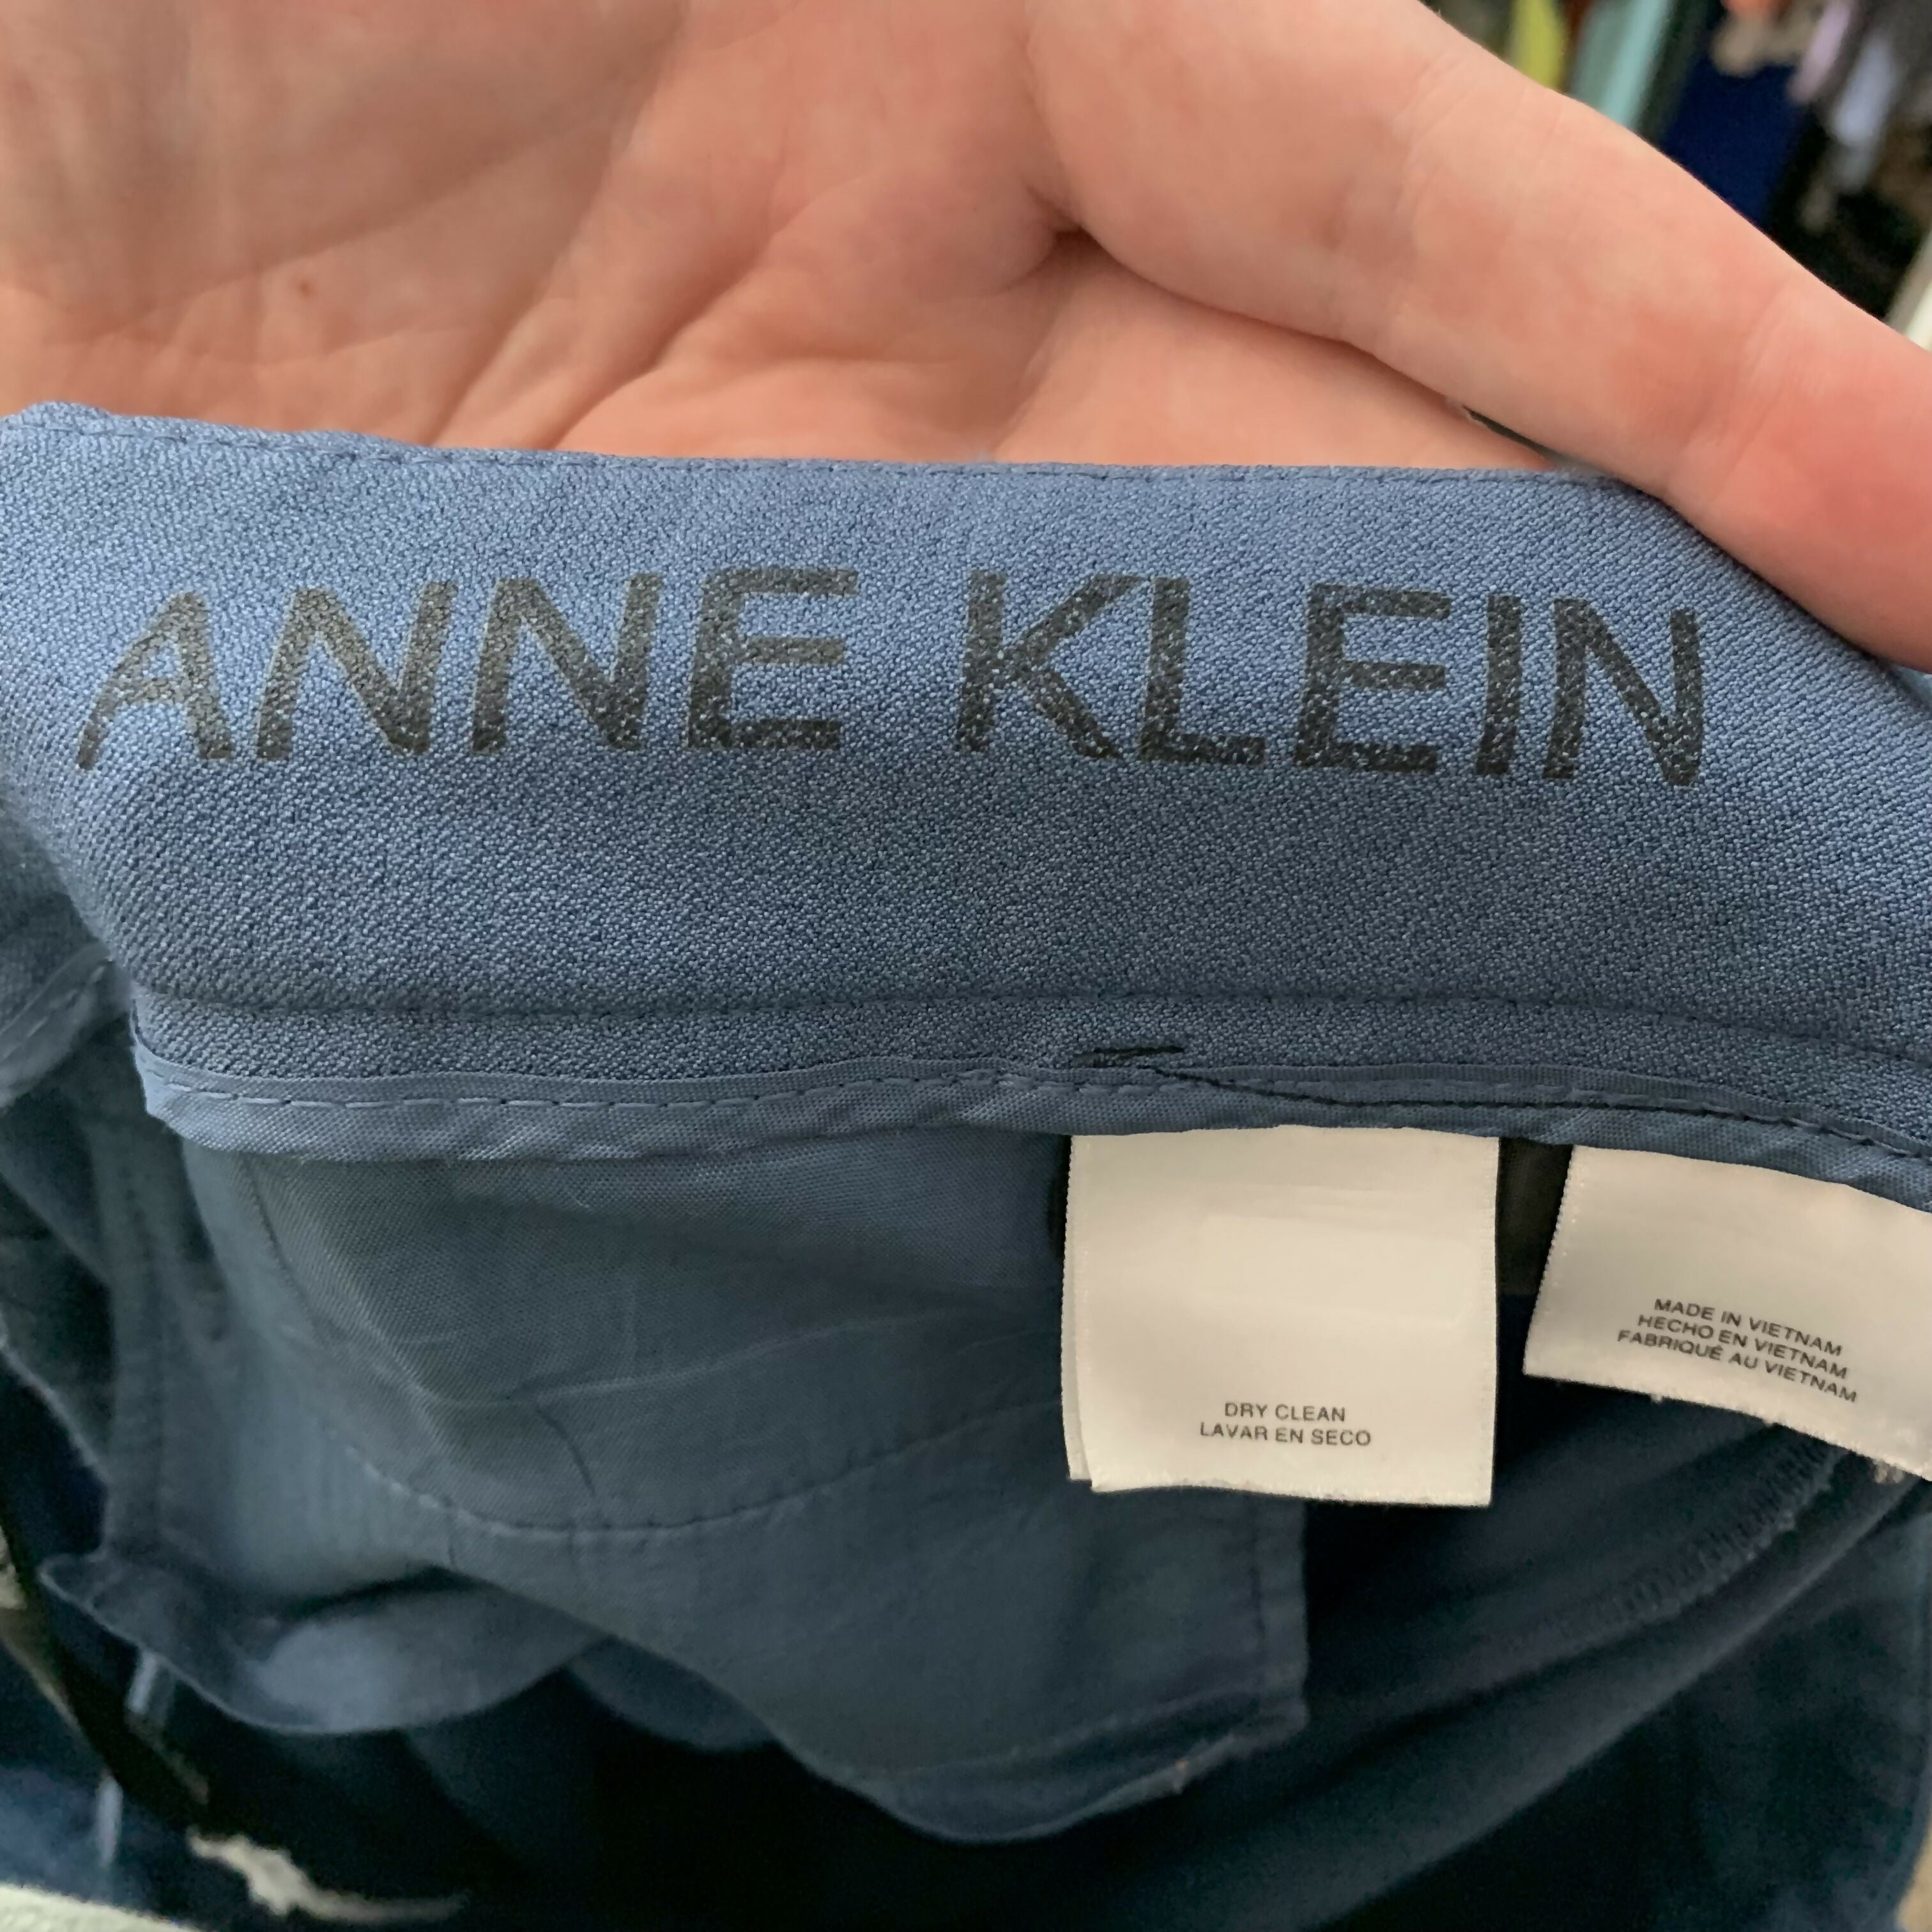 ANNE KLEIN
DRY CLEAN
LAVAR EN SECO
MADE IN VIETNAM
HECHO EN VIETNAM
FABRIQUÉ AU VIETNAM